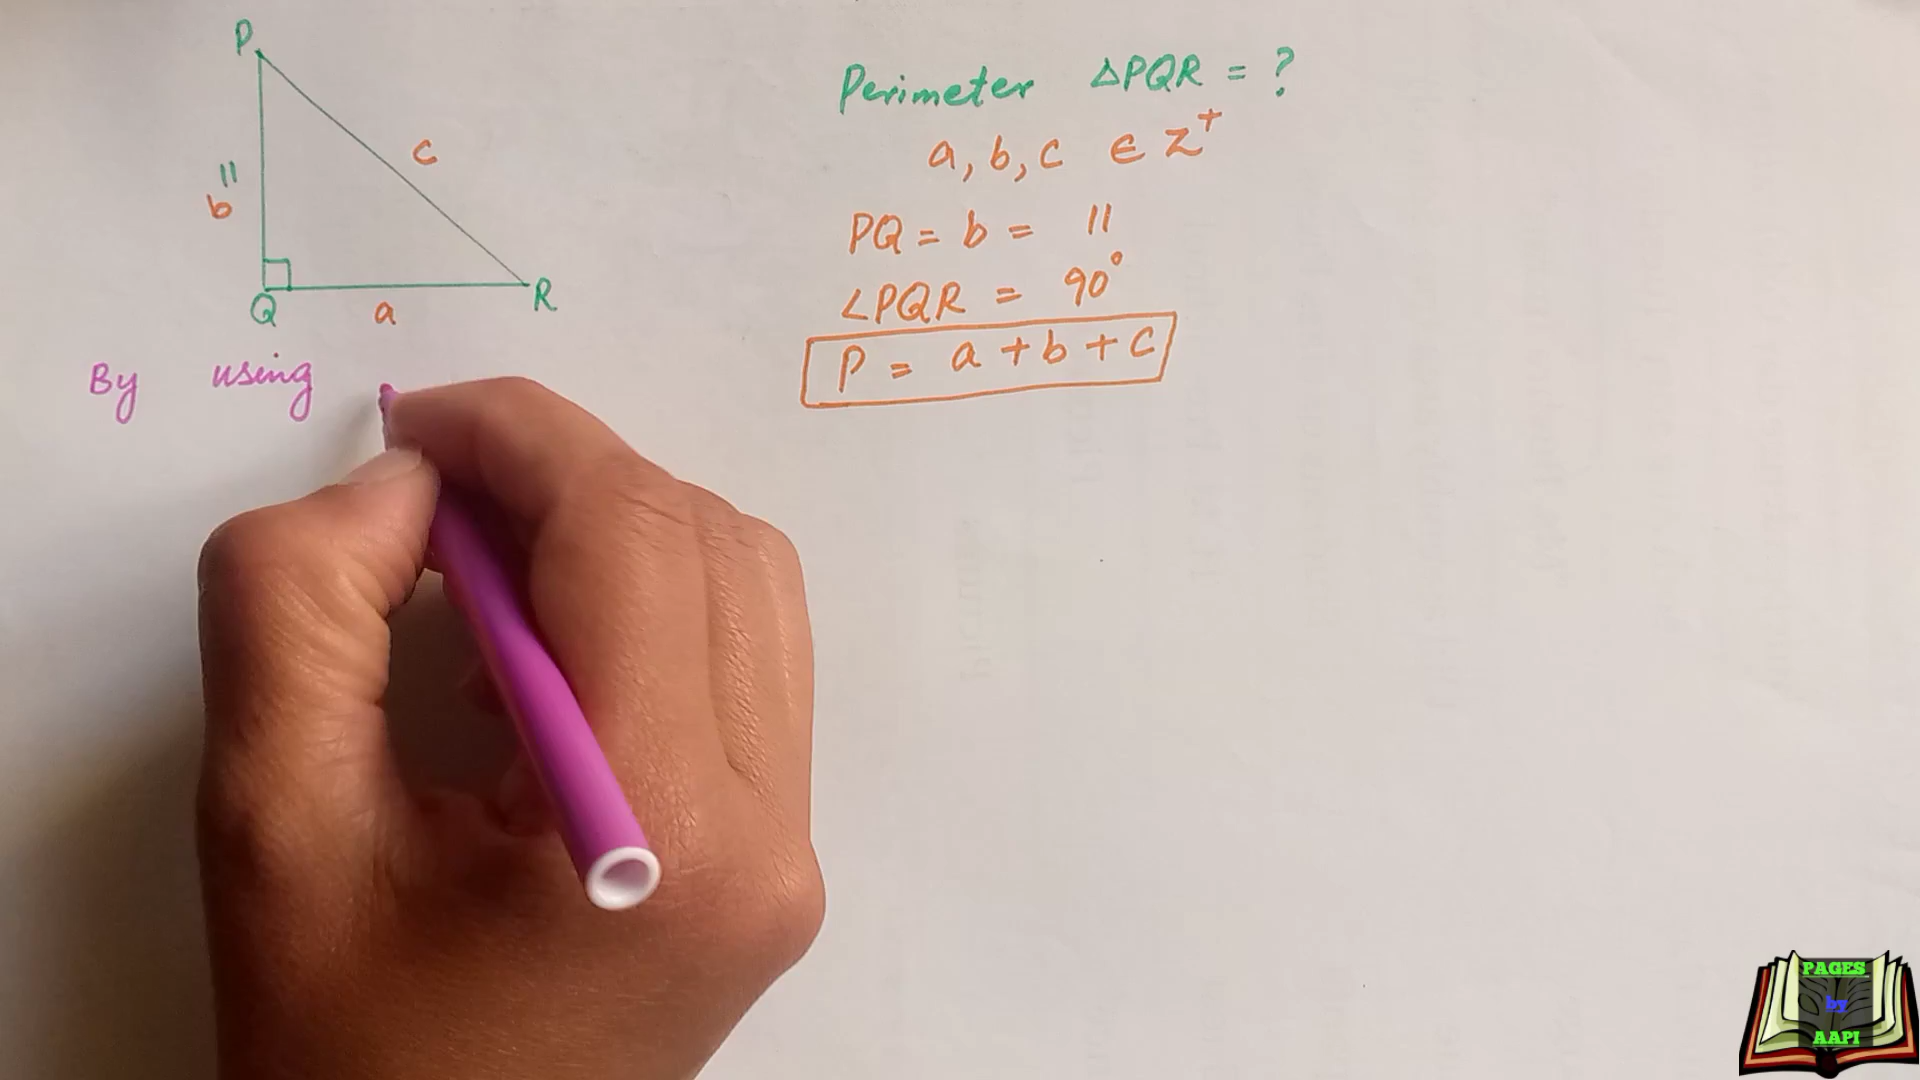 P
c
11
b
Q
a
R
Perimeter ΔPQR = ?
a, b, c ∈ Z⁺
PQ = b = 11
∠PQR = 90°
P = a + b + c
By using
PAGES
by
AAPI